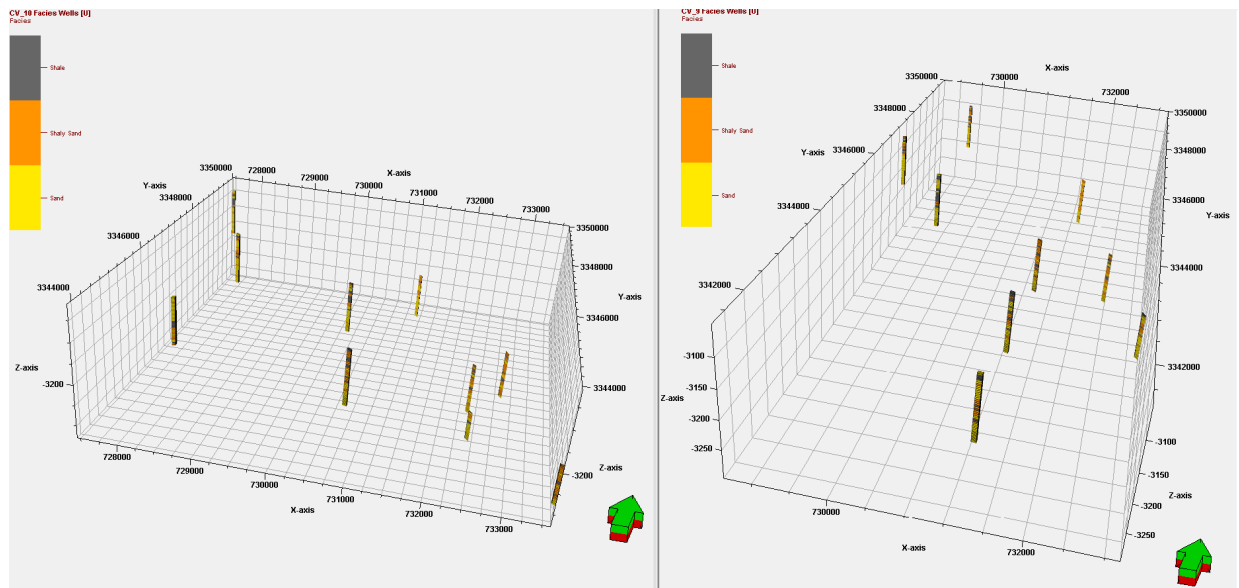 CV_10 Facies Wells [U]
Facies
Shale
Shaly Sand
Sand
X-axis
3350000
728000
729000
730000
731000
732000
733000
Y-axis
3348000
3346000
3344000
3350000
3348000
Y-axis
3346000
3344000
Z-axis
-3200
-3200
Z-axis
728000
729000
730000
731000
732000
733000
X-axis
CV_9 Facies Wells [U]
Facies
Shale
Shaly Sand
Sand
X-axis
3350000
730000
732000
3350000
3348000
Y-axis
3346000
3344000
3342000
3348000
3346000
Y-axis
3344000
3342000
-3100
-3150
Z-axis
-3200
-3250
-3100
-3150
Z-axis
-3200
-3250
730000
732000
X-axis